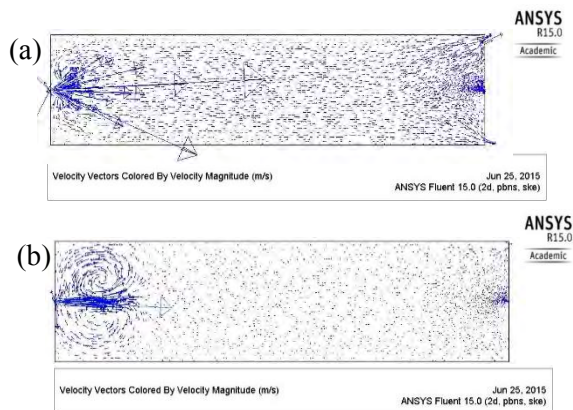 ANSYS
R15.0
Academic
(a)
Velocity Vectors Colored By Velocity Magnitude (m/s)
Jun 25, 2015
ANSYS Fluent 15.0 (2d, pbns, ske)
ANSYS
R15.0
Academic
(b)
Velocity Vectors Colored By Velocity Magnitude (m/s)
Jun 25, 2015
ANSYS Fluent 15.0 (2d, pbns, ske)